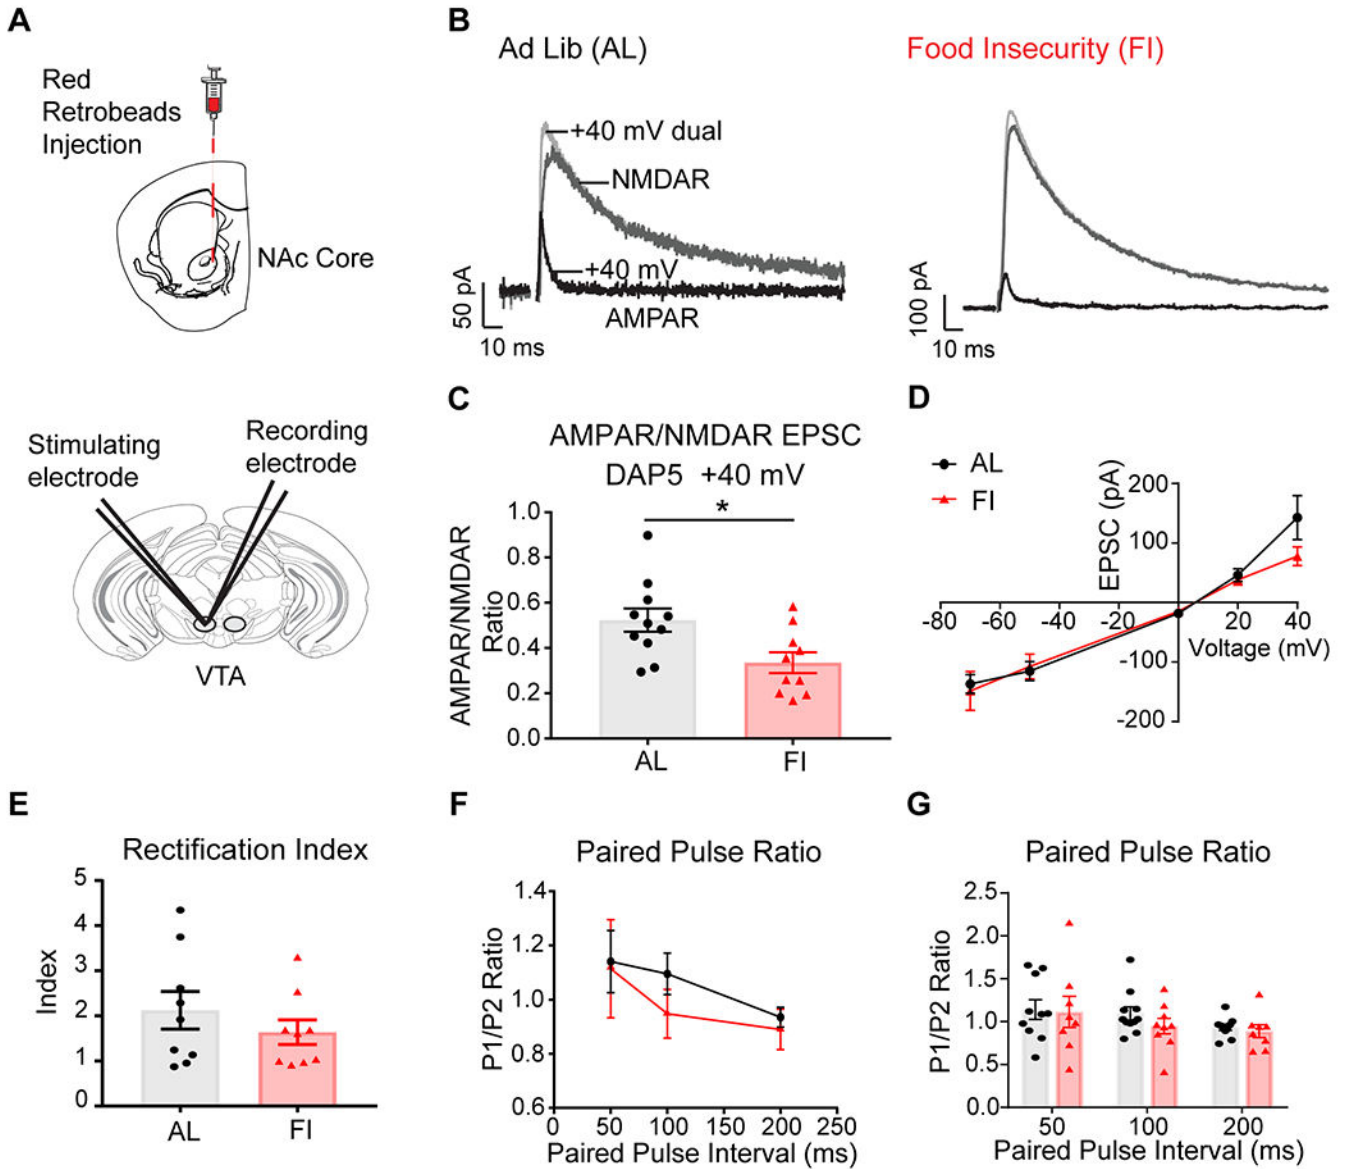 A
Red
Retrobeads
Injection
NAc Core
Stimulating
electrode
Recording
electrode
VTA
B
Ad Lib (AL)
Food Insecurity (FI)
+40 mV dual
NMDAR
+40 mV
AMPAR
50 pA
10 ms
100 pA
10 ms
C
AMPAR/NMDAR EPSC
DAP5 +40 mV
*
AMPAR/NMDAR
Ratio
1.0
0.8
0.6
0.4
0.2
0.0
AL
FI
D
AL
FI
EPSC (pA)
200
100
-100
-200
-80
-60
-40
-20
20
40
Voltage (mV)
E
Rectification Index
Index
5
4
3
2
1
0
AL
FI
F
Paired Pulse Ratio
P1/P2 Ratio
1.4
1.2
1.0
0.8
0.6
0
50
100
150
200
250
Paired Pulse Interval (ms)
G
Paired Pulse Ratio
P1/P2 Ratio
2.5
2.0
1.5
1.0
0.5
0.0
50
100
200
Paired Pulse Interval (ms)